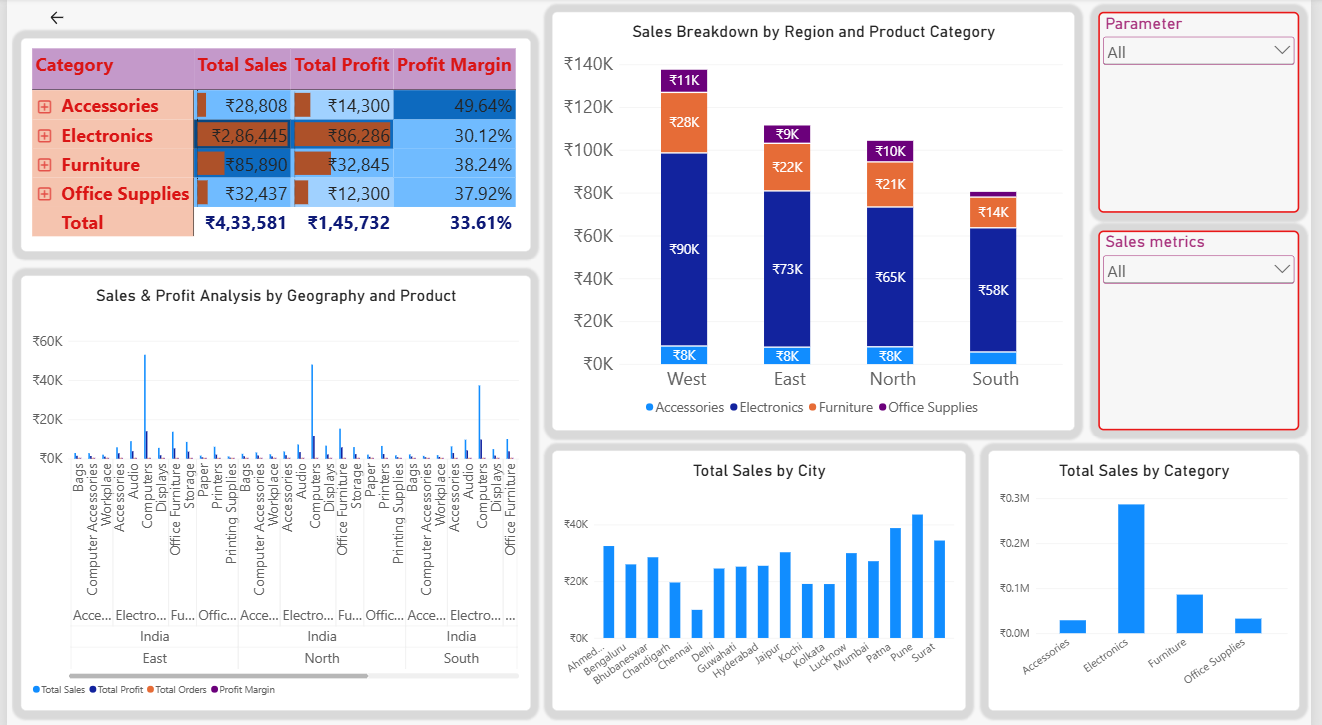 Category Total Sales Total Profit Profit Margin
Accessories ₹28,808 ₹14,300 49.64%
Electronics ₹2,86,445 ₹86,286 30.12%
Furniture ₹85,890 ₹32,845 38.24%
Office Supplies ₹32,437 ₹12,300 37.92%
Total ₹4,33,581 ₹1,45,732 33.61%
Sales Breakdown by Region and Product Category
₹140K
₹120K
₹100K
₹80K
₹60K
₹40K
₹20K
₹0K
₹11K
₹28K
₹90K
₹8K
₹9K
₹22K
₹73K
₹8K
₹10K
₹21K
₹65K
₹8K
₹14K
₹58K
West East North South
Accessories Electronics Furniture Office Supplies
Parameter
All
Sales metrics
All
Sales & Profit Analysis by Geography and Product
₹60K
₹40K
₹20K
₹0K
Bags
Computer Accessories
Workplace
Accessories
Audio
Computers
Displays
Office Furniture
Storage
Paper
Printers
Printing Supplies
Bags
Computer Accessories
Workplace
Accessories
Audio
Computers
Displays
Office Furniture
Storage
Paper
Printers
Printing Supplies
Bags
Computer Accessories
Workplace
Accessories
Audio
Computers
Displays
Office Furniture
Acce... Electro... Fu... Offic... Acce... Electro... Fu... Offic... Acce... Electro... ...
India India India
East North South
Total Sales Total Profit Total Orders Profit Margin
Total Sales by City
₹40K
₹20K
₹0K
Ahmed...
Bengaluru
Bhubaneswar
Chandigarh
Chennai
Delhi
Guwahati
Hyderabad
Jaipur
Kochi
Kolkata
Lucknow
Mumbai
Patna
Pune
Surat
Total Sales by Category
₹0.3M
₹0.2M
₹0.1M
₹0.0M
Accessories
Electronics
Furniture
Office Supplies